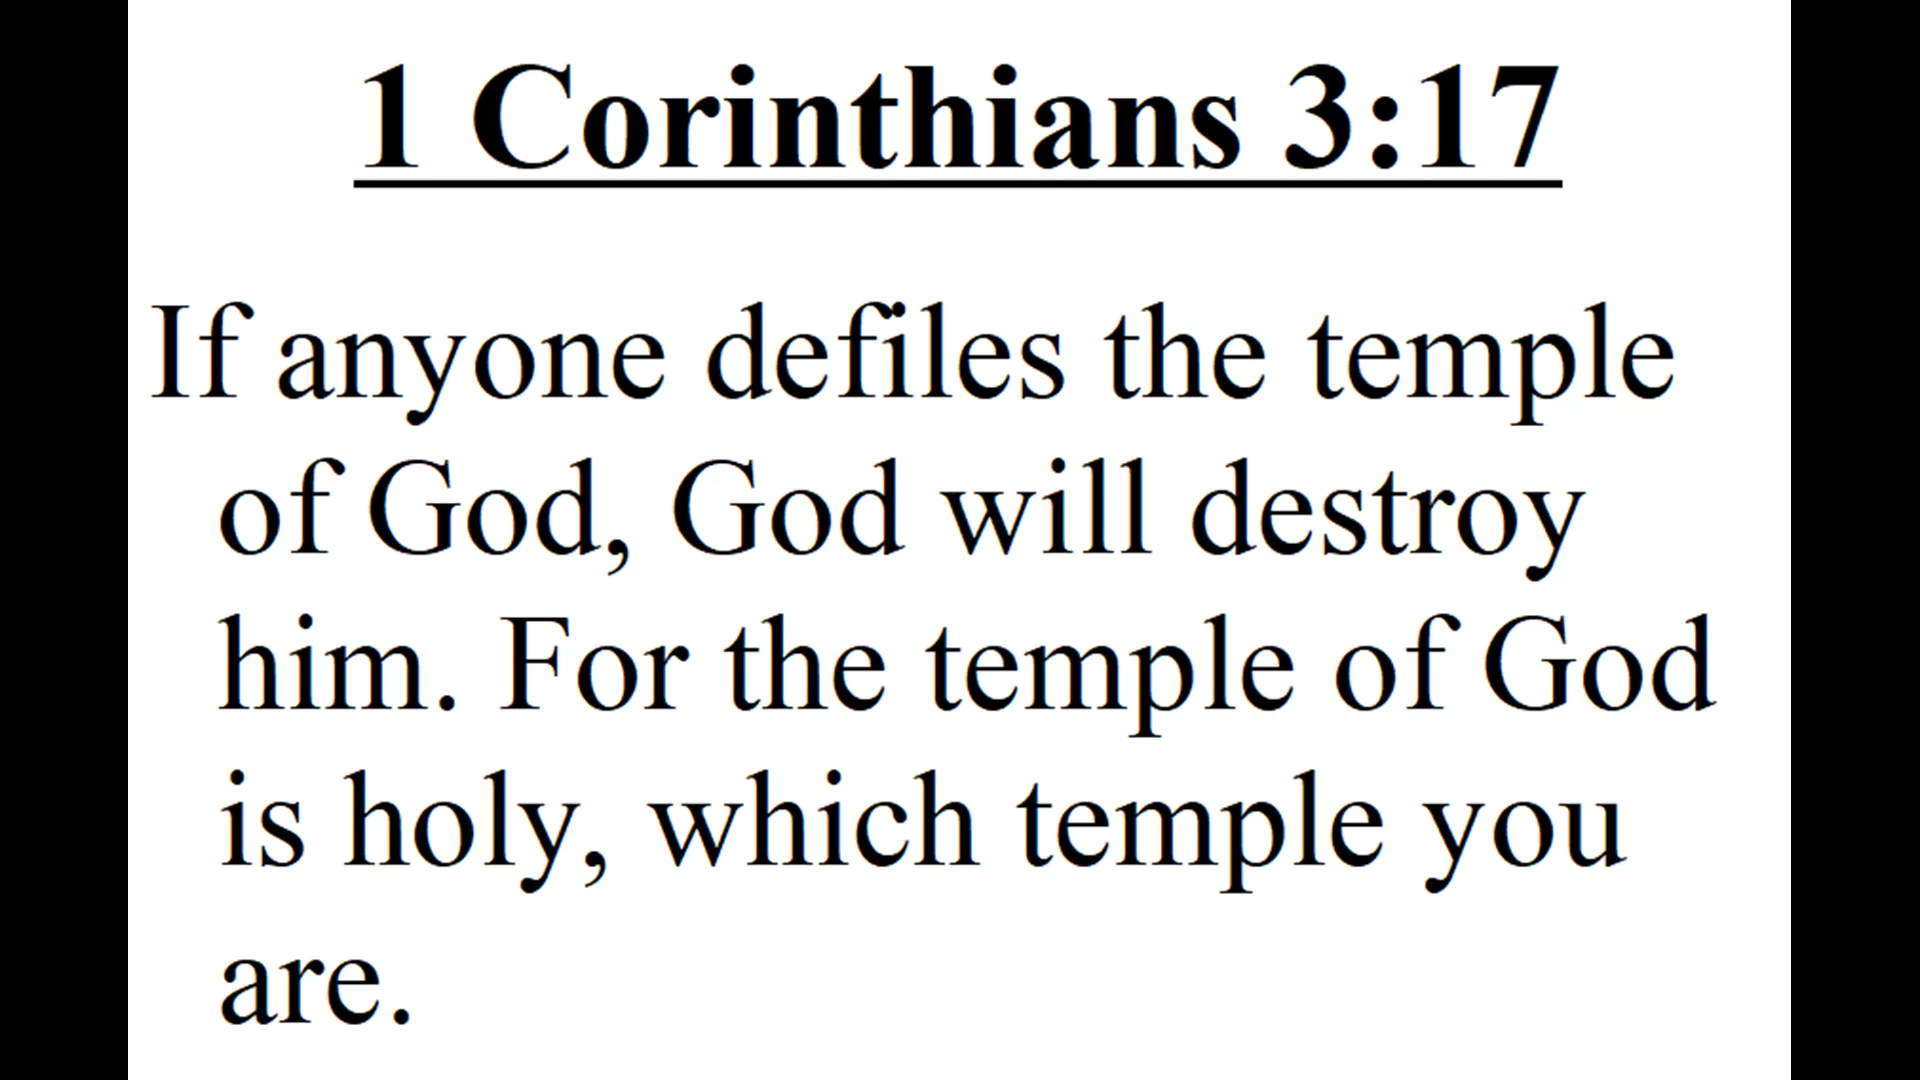 1 Corinthians 3:17
If anyone defiles the temple
of God, God will destroy
him. For the temple of God
is holy, which temple you
are.